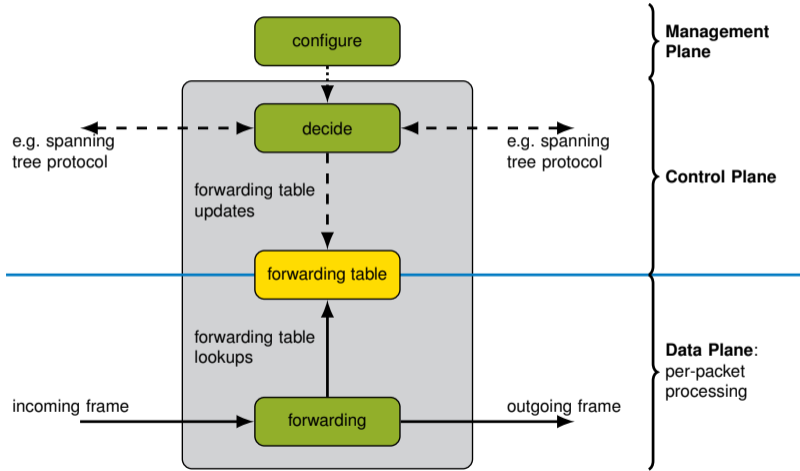 configure
Management
Plane
decide
e.g. spanning
tree protocol
e.g. spanning
tree protocol
Control Plane
forwarding table
updates
forwarding table
forwarding table
lookups
Data Plane:
per-packet
processing
incoming frame
forwarding
outgoing frame